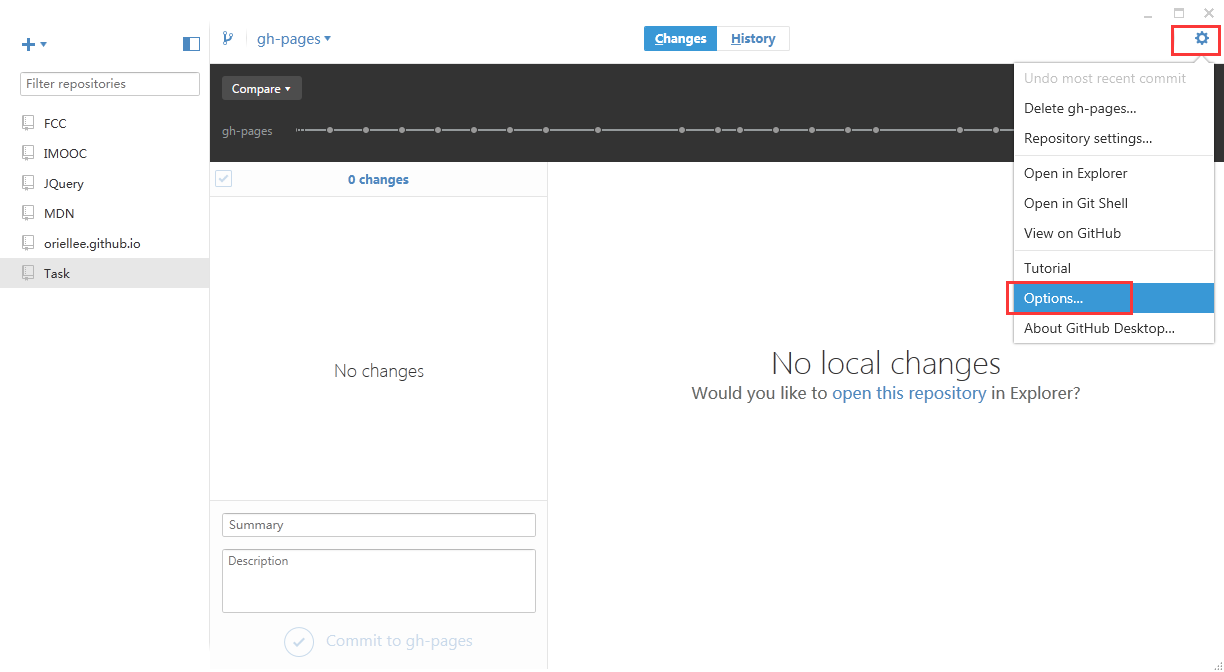 gh-pages
Changes
History
Filter repositories
FCC
IMOOC
JQuery
MDN
oriellee.github.io
Task
Compare
gh-pages
0 changes
No changes
Summary
Description
Commit to gh-pages
Undo most recent commit
Delete gh-pages...
Repository settings...
Open in Explorer
Open in Git Shell
View on GitHub
Tutorial
Options...
About GitHub Desktop...
No local changes
Would you like to open this repository in Explorer?